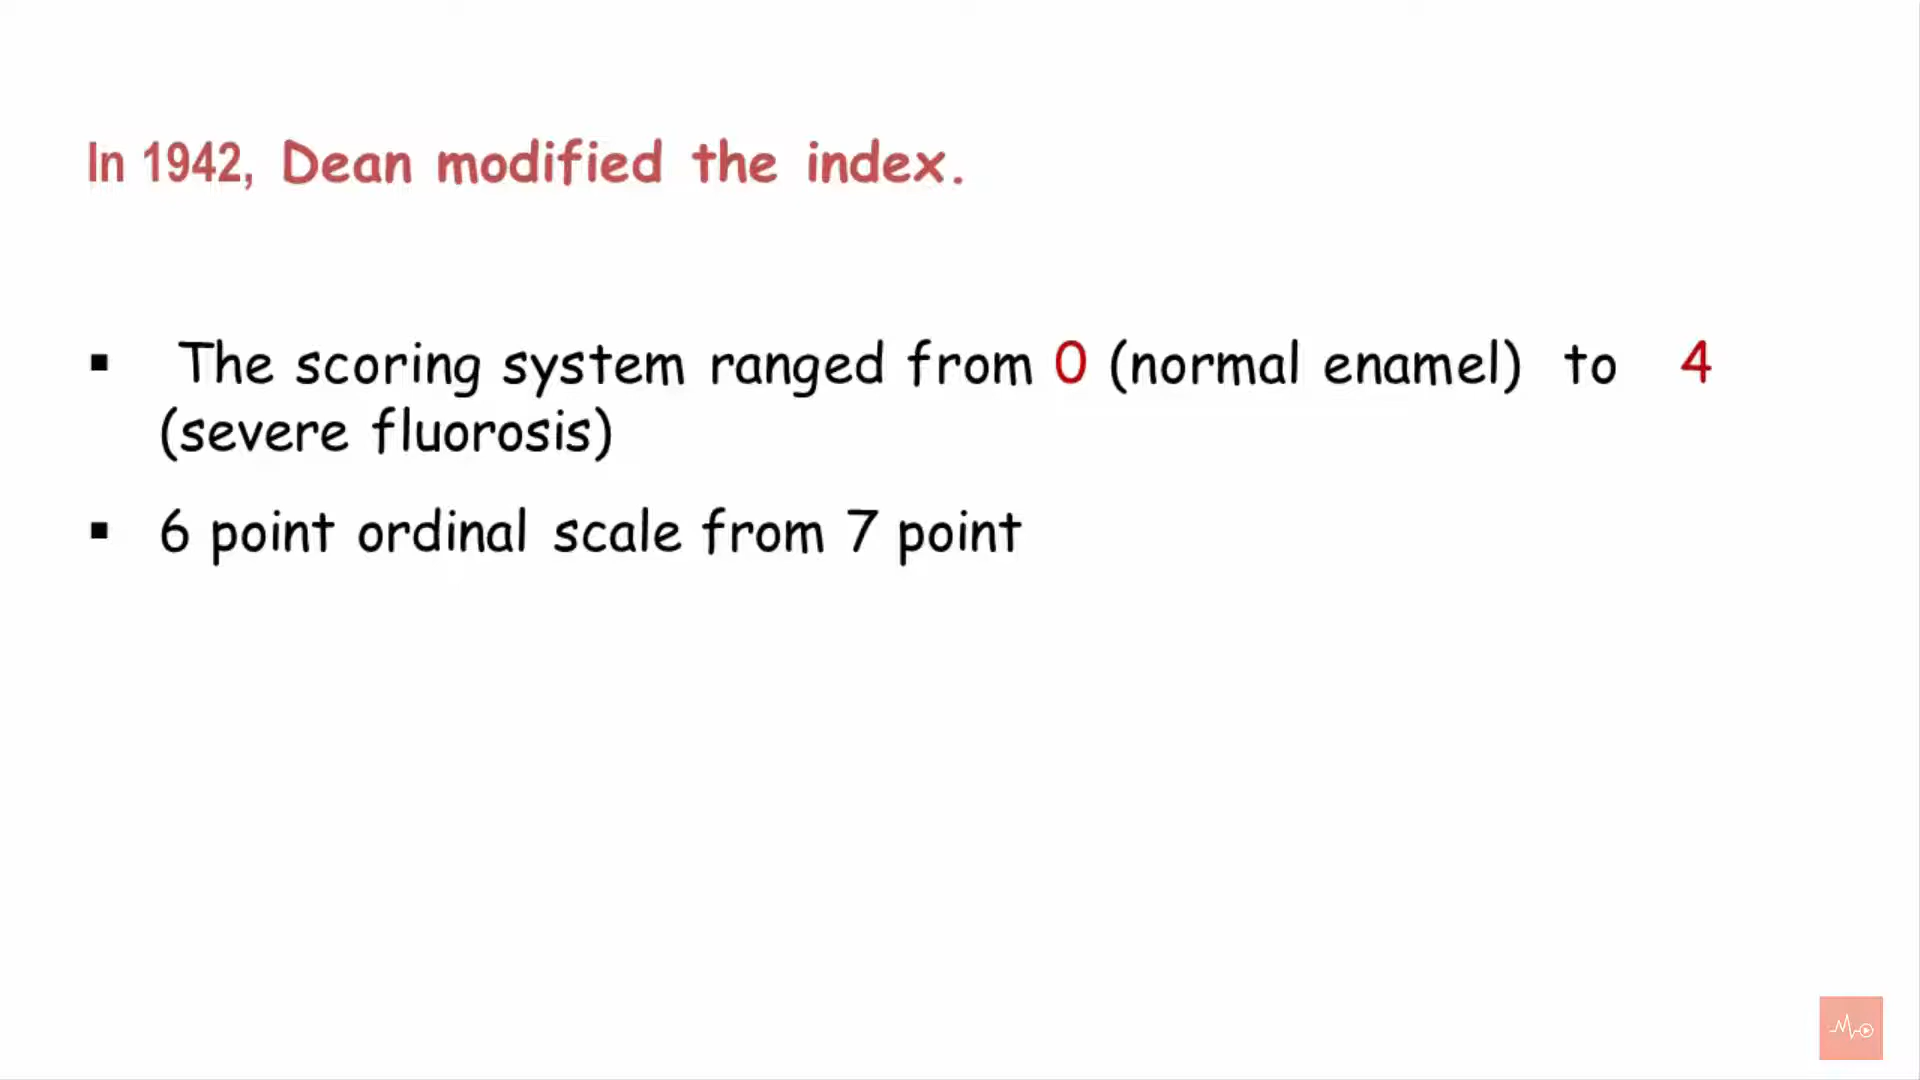 In 1942, Dean modified the index.
▪ The scoring system ranged from 0 (normal enamel) to 4
(severe fluorosis)
▪ 6 point ordinal scale from 7 point